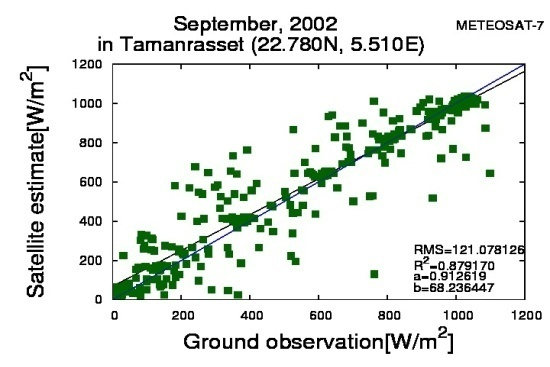 September, 2002
METEOSAT-7
in Tamanrasset (22.780N, 5.510E)
Satellite estimate[W/m²]
1200
1000
800
600
400
200
0
RMS=121.078126
R²=0.879170
a=0.912619
b=68.236447
0 200 400 600 800 1000 1200
Ground observation[W/m²]